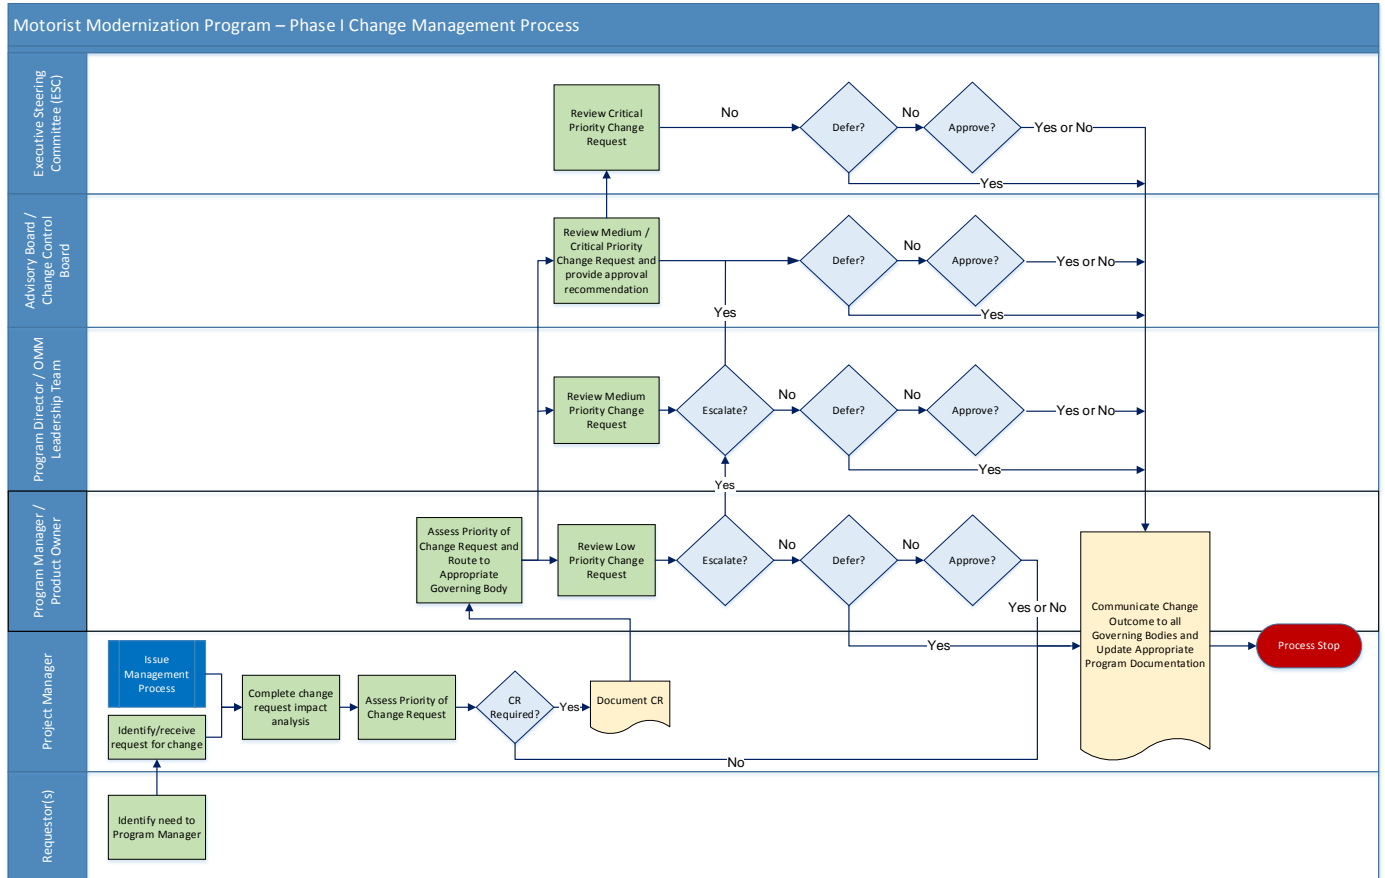 Motorist Modernization Program – Phase I Change Management Process
Executive Steering
Committee (ESC)
Review Critical
Priority Change
Request
No
Defer?
No
Approve?
Yes or No
Yes
Advisory Board /
Change Control
Board
Review Medium /
Critical Priority
Change Request and
provide approval
recommendation
Defer?
No
Approve?
Yes or No
Yes
Yes
Program Director / OMM
Leadership Team
Review Medium
Priority Change
Request
Escalate?
No
Defer?
No
Approve?
Yes or No
Yes
Yes
Program Manager /
Product Owner
Assess Priority of
Change Request and
Route to
Appropriate
Governing Body
Review Low
Priority Change
Request
Escalate?
No
Defer?
No
Approve?
Yes or No
Yes
Communicate Change
Outcome to all
Governing Bodies and
Update Appropriate
Program Documentation
Process Stop
Project Manager
Issue
Management
Process
Identify/receive
request for change
Complete change
request impact
analysis
Assess Priority of
Change Request
CR
Required?
Yes
Document CR
No
Requestor(s)
Identify need to
Program Manager